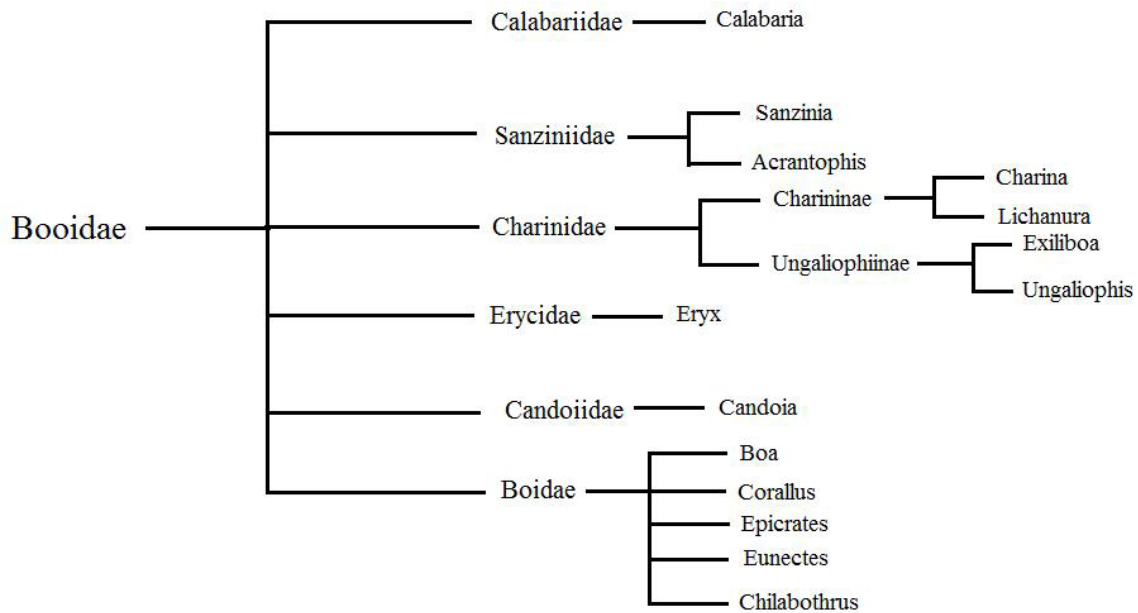 Booidae
Calabariidae
Calabaria
Sanziniidae
Sanzinia
Acrantophis
Charinidae
Charininae
Charina
Lichanura
Ungaliophiinae
Exiliboa
Ungaliophis
Erycidae
Eryx
Candoiidae
Candoia
Boidae
Boa
Corallus
Epicrates
Eunectes
Chilabothrus